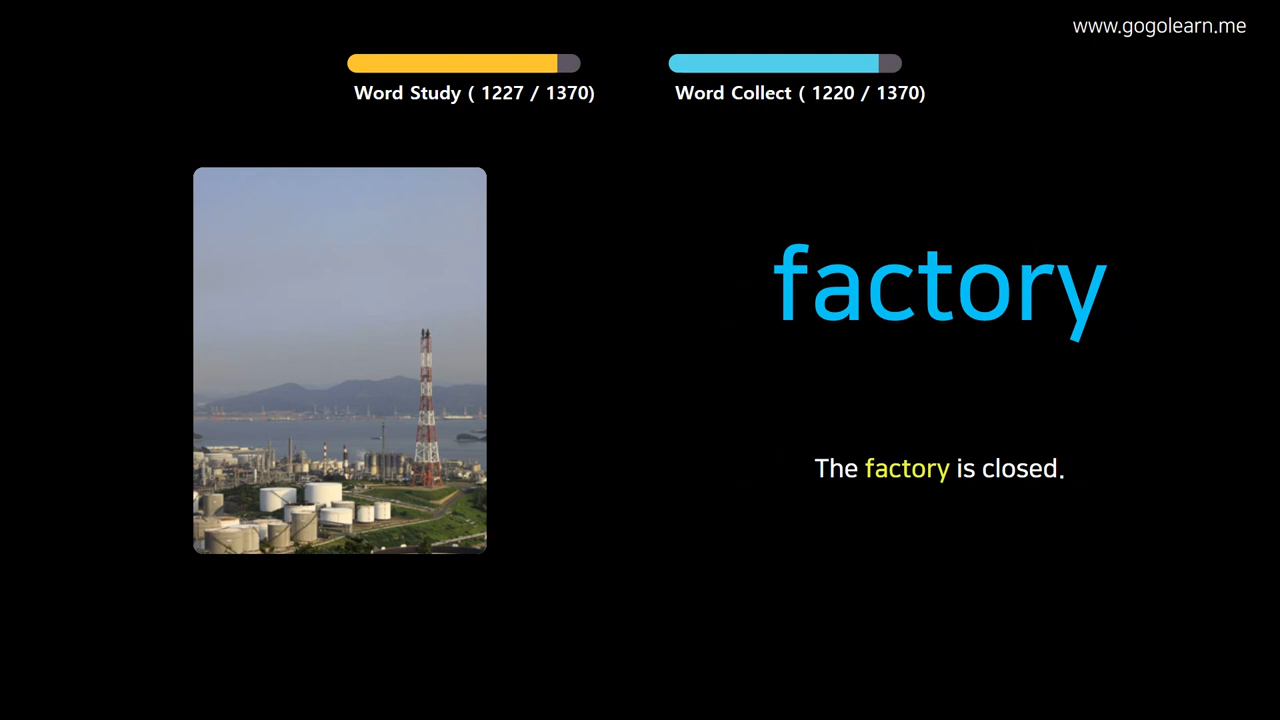 www.gogolearn.me
Word Study ( 1227 / 1370)
Word Collect ( 1220 / 1370)
factory
The factory is closed.